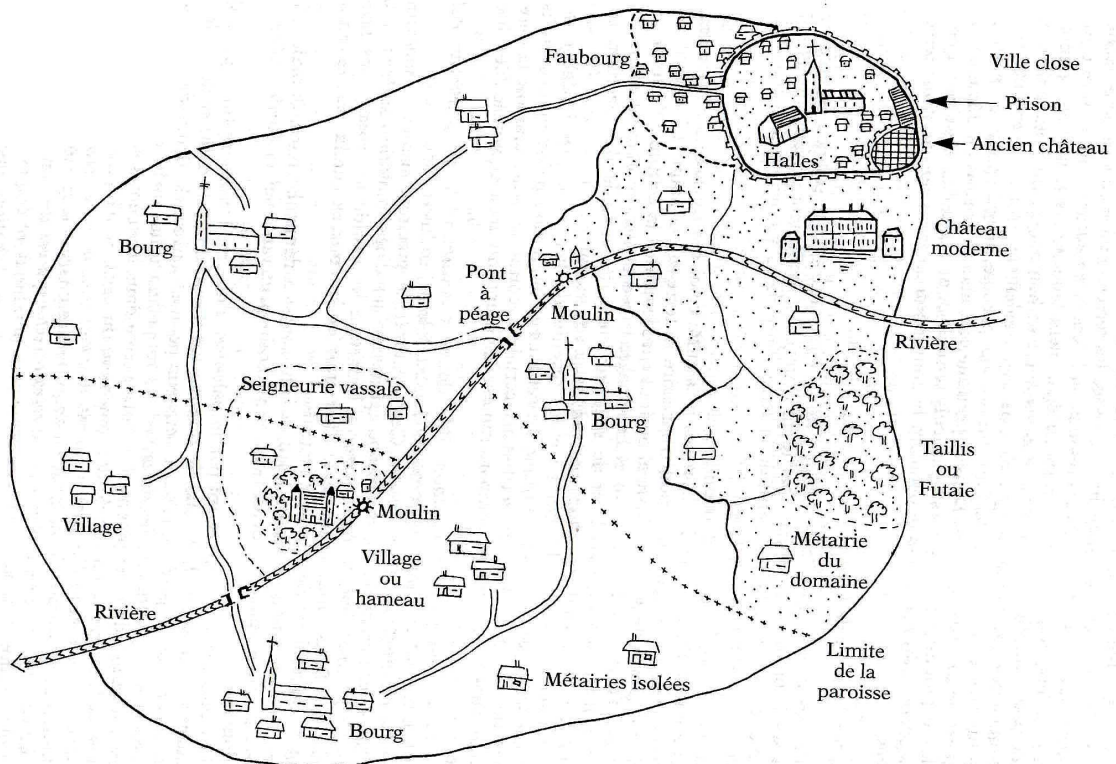 Faubourg
Ville close
Prison
Ancien château
Halles
Château
moderne
Bourg
Pont
à
péage
Moulin
Rivière
Seigneurie vassale
Bourg
Taillis
ou
Futaie
Village
Moulin
Métairie
du
domaine
Village
ou
hameau
Rivière
Limite
de la
paroisse
Métairies isolées
Bourg